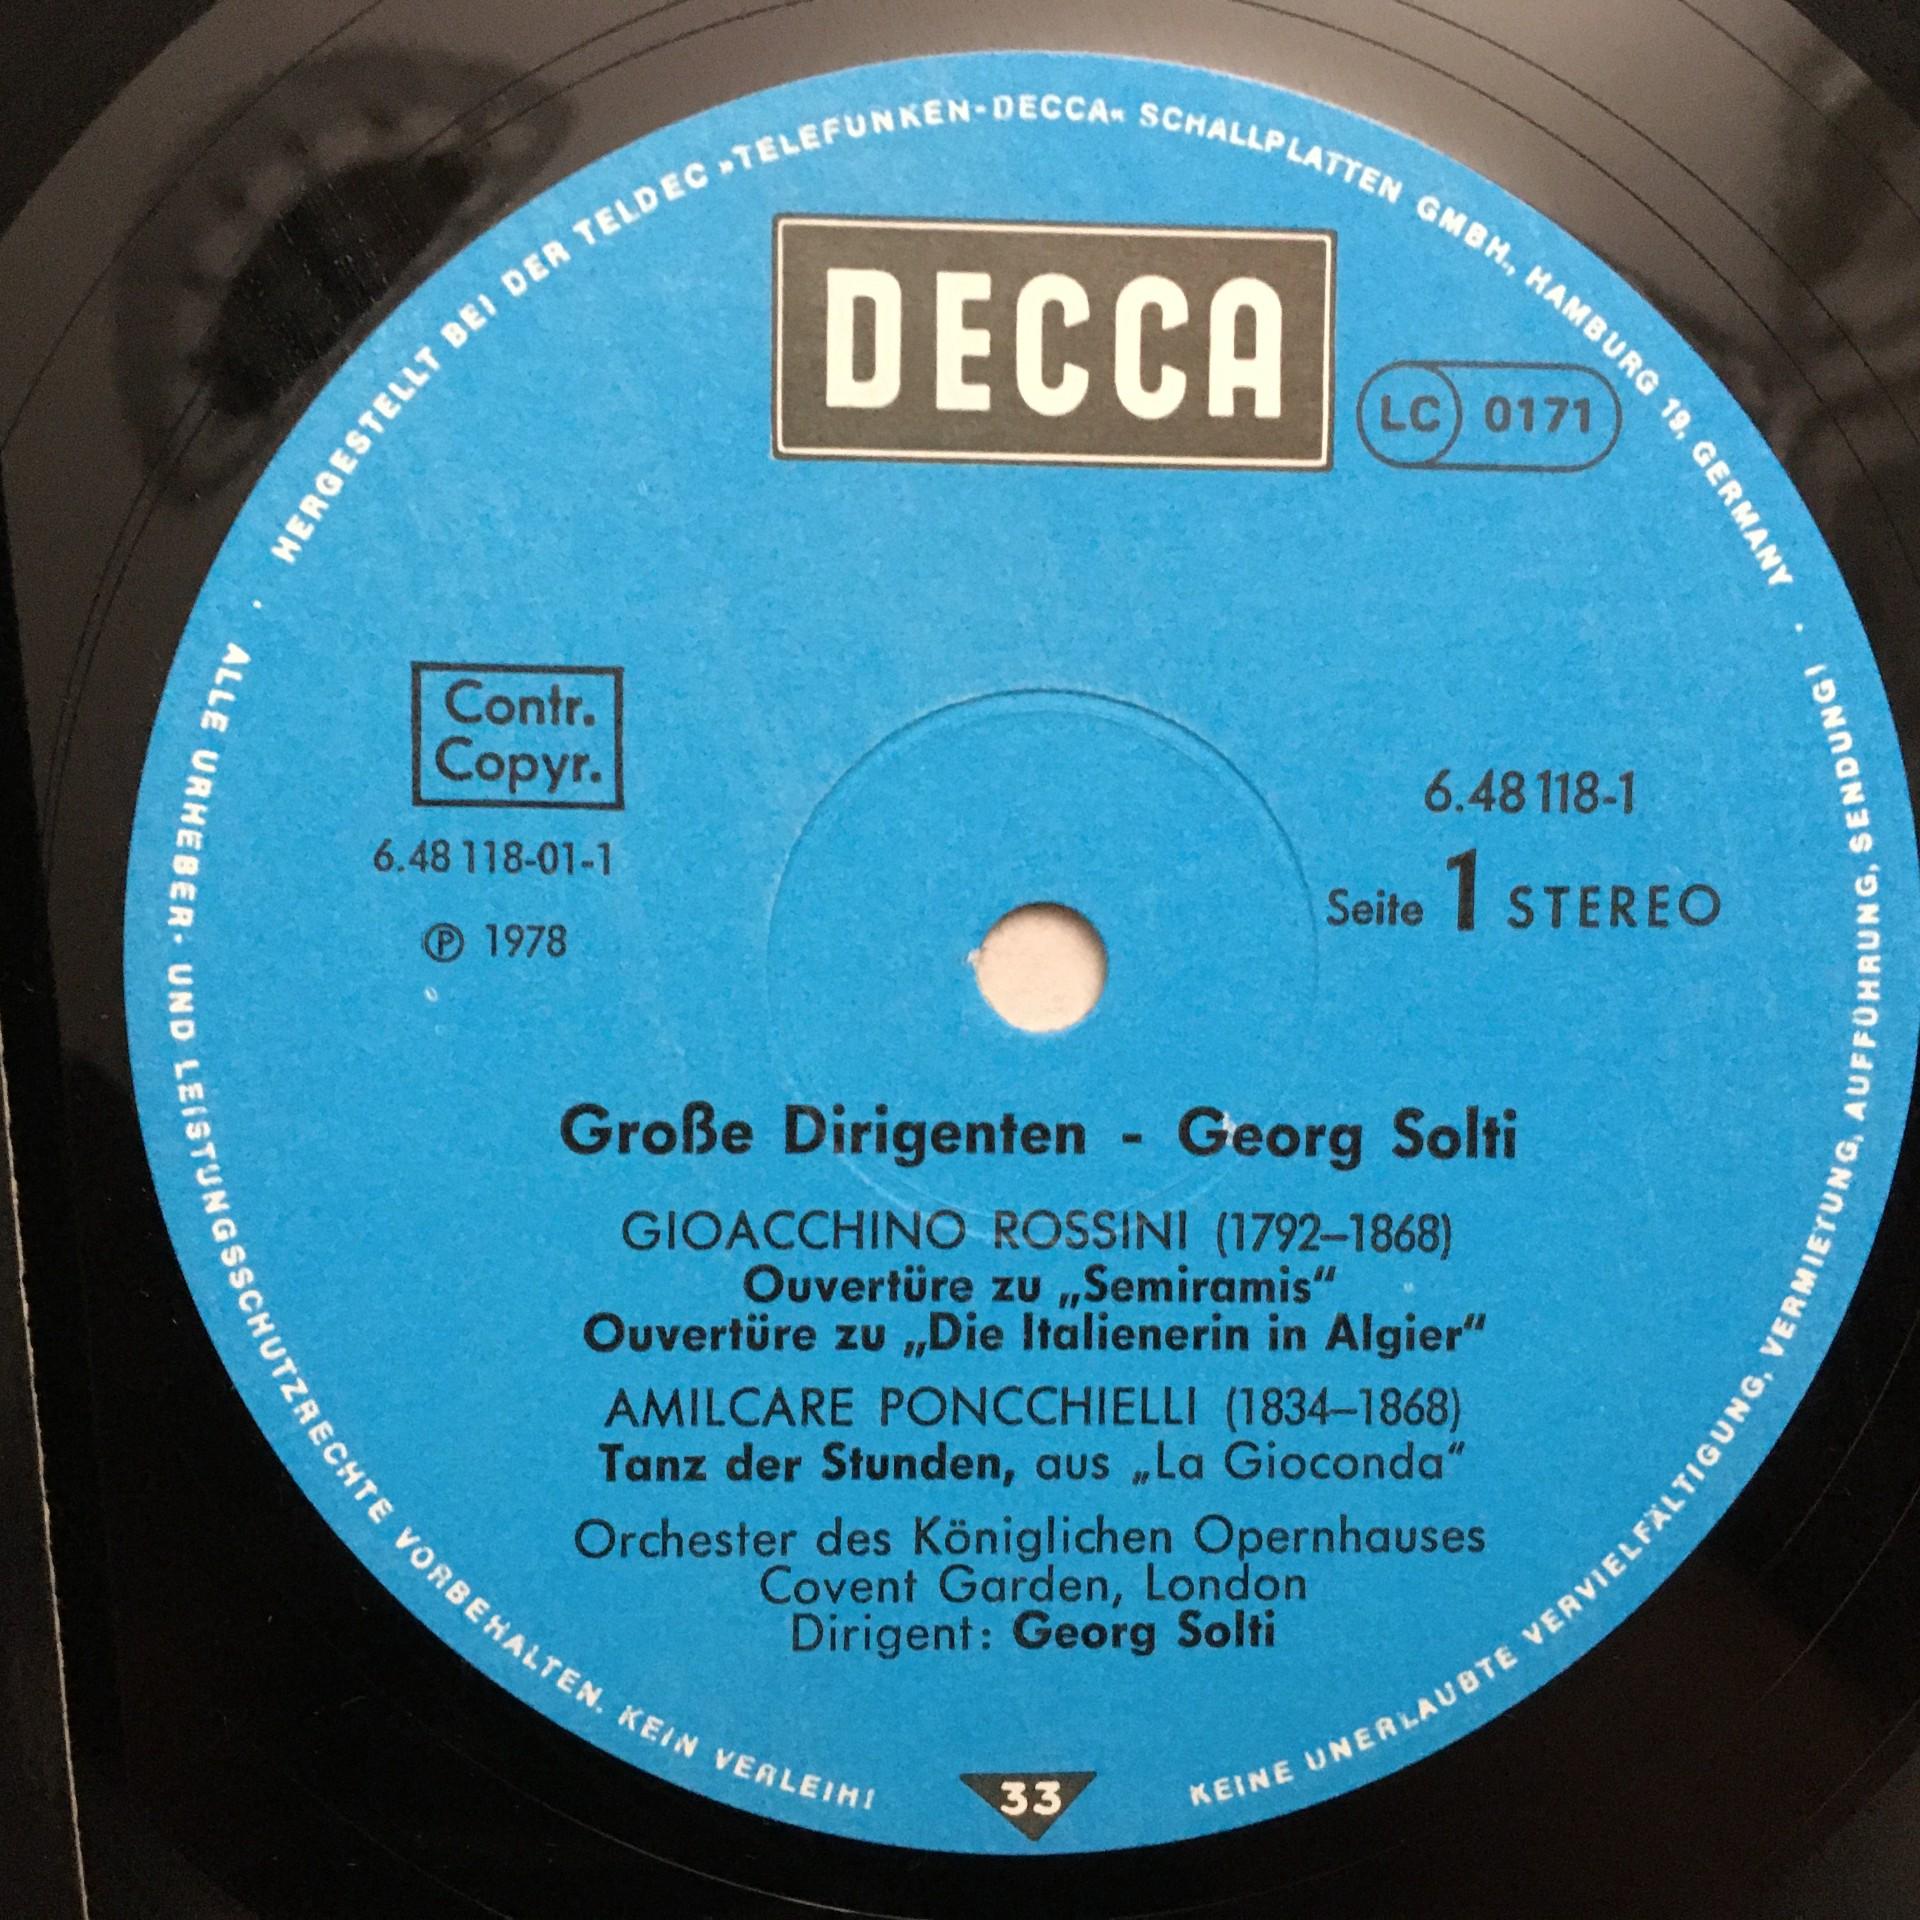 HERGESTELLT BEI DER TELDEC »TELEFUNKEN-DECCA« SCHALLPLATTEN GMBH., HAMBURG 19, GERMANY ·
DECCA
LC 0171
Contr.
Copyr.
6.48 118-01-1
℗ 1978
6.48 118-1
Seite 1 STEREO
Große Dirigenten - Georg Solti
GIOACCHINO ROSSINI (1792–1868)
Ouvertüre zu „Semiramis“
Ouvertüre zu „Die Italienerin in Algier“
AMILCARE PONCCHIELLI (1834–1868)
Tanz der Stunden, aus „La Gioconda“
Orchester des Königlichen Opernhauses
Covent Garden, London
Dirigent: Georg Solti
33
· ALLE URHEBER- UND LEISTUNGSSCHUTZRECHTE VORBEHALTEN. KEIN VERLEIH!
KEINE UNERLAUBTE VERVIELFÄLTIGUNG, VERMIETUNG, AUFFÜHRUNG, SENDUNG!